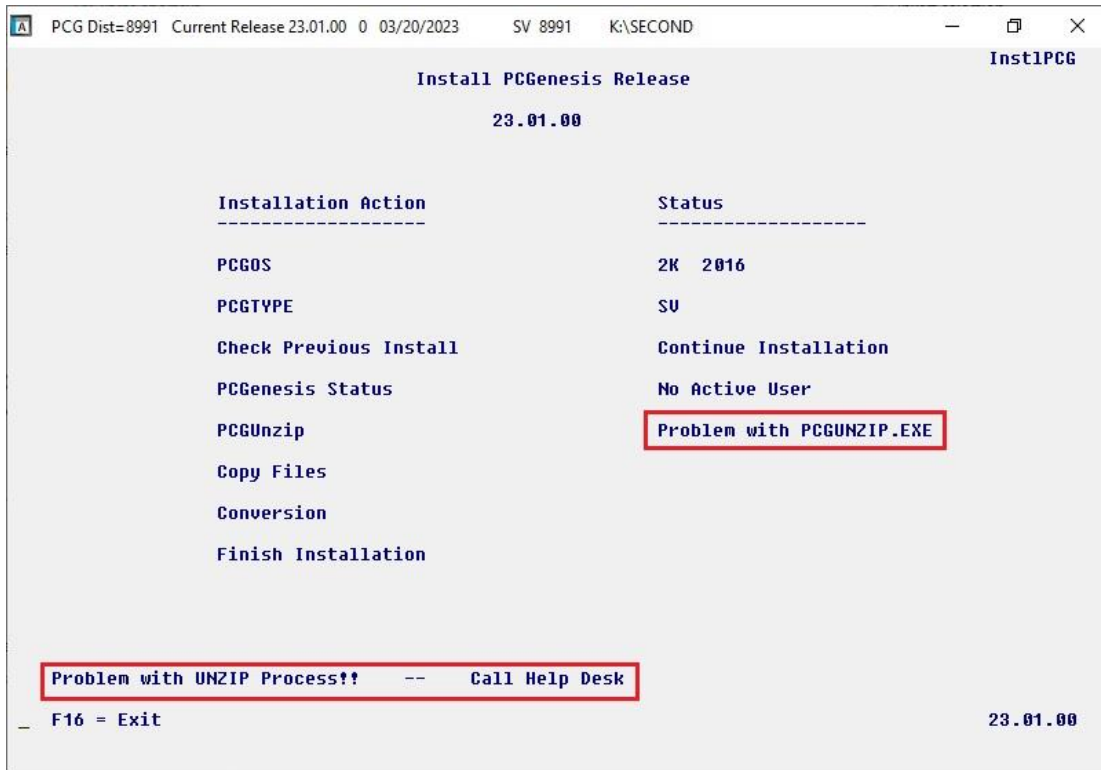 A PCG Dist=8991 Current Release 23.01.00 0 03/20/2023 SV 8991 K:\SECOND
InstlPCG
Install PCGenesis Release
23.01.00
Installation Action Status
------------------- -------------------
PCGOS 2K 2016
PCGTYPE SV
Check Previous Install Continue Installation
PCGenesis Status No Active User
PCGUnzip Problem with PCGUNZIP.EXE
Copy Files
Conversion
Finish Installation
Problem with UNZIP Process!! -- Call Help Desk
_ F16 = Exit 23.01.00